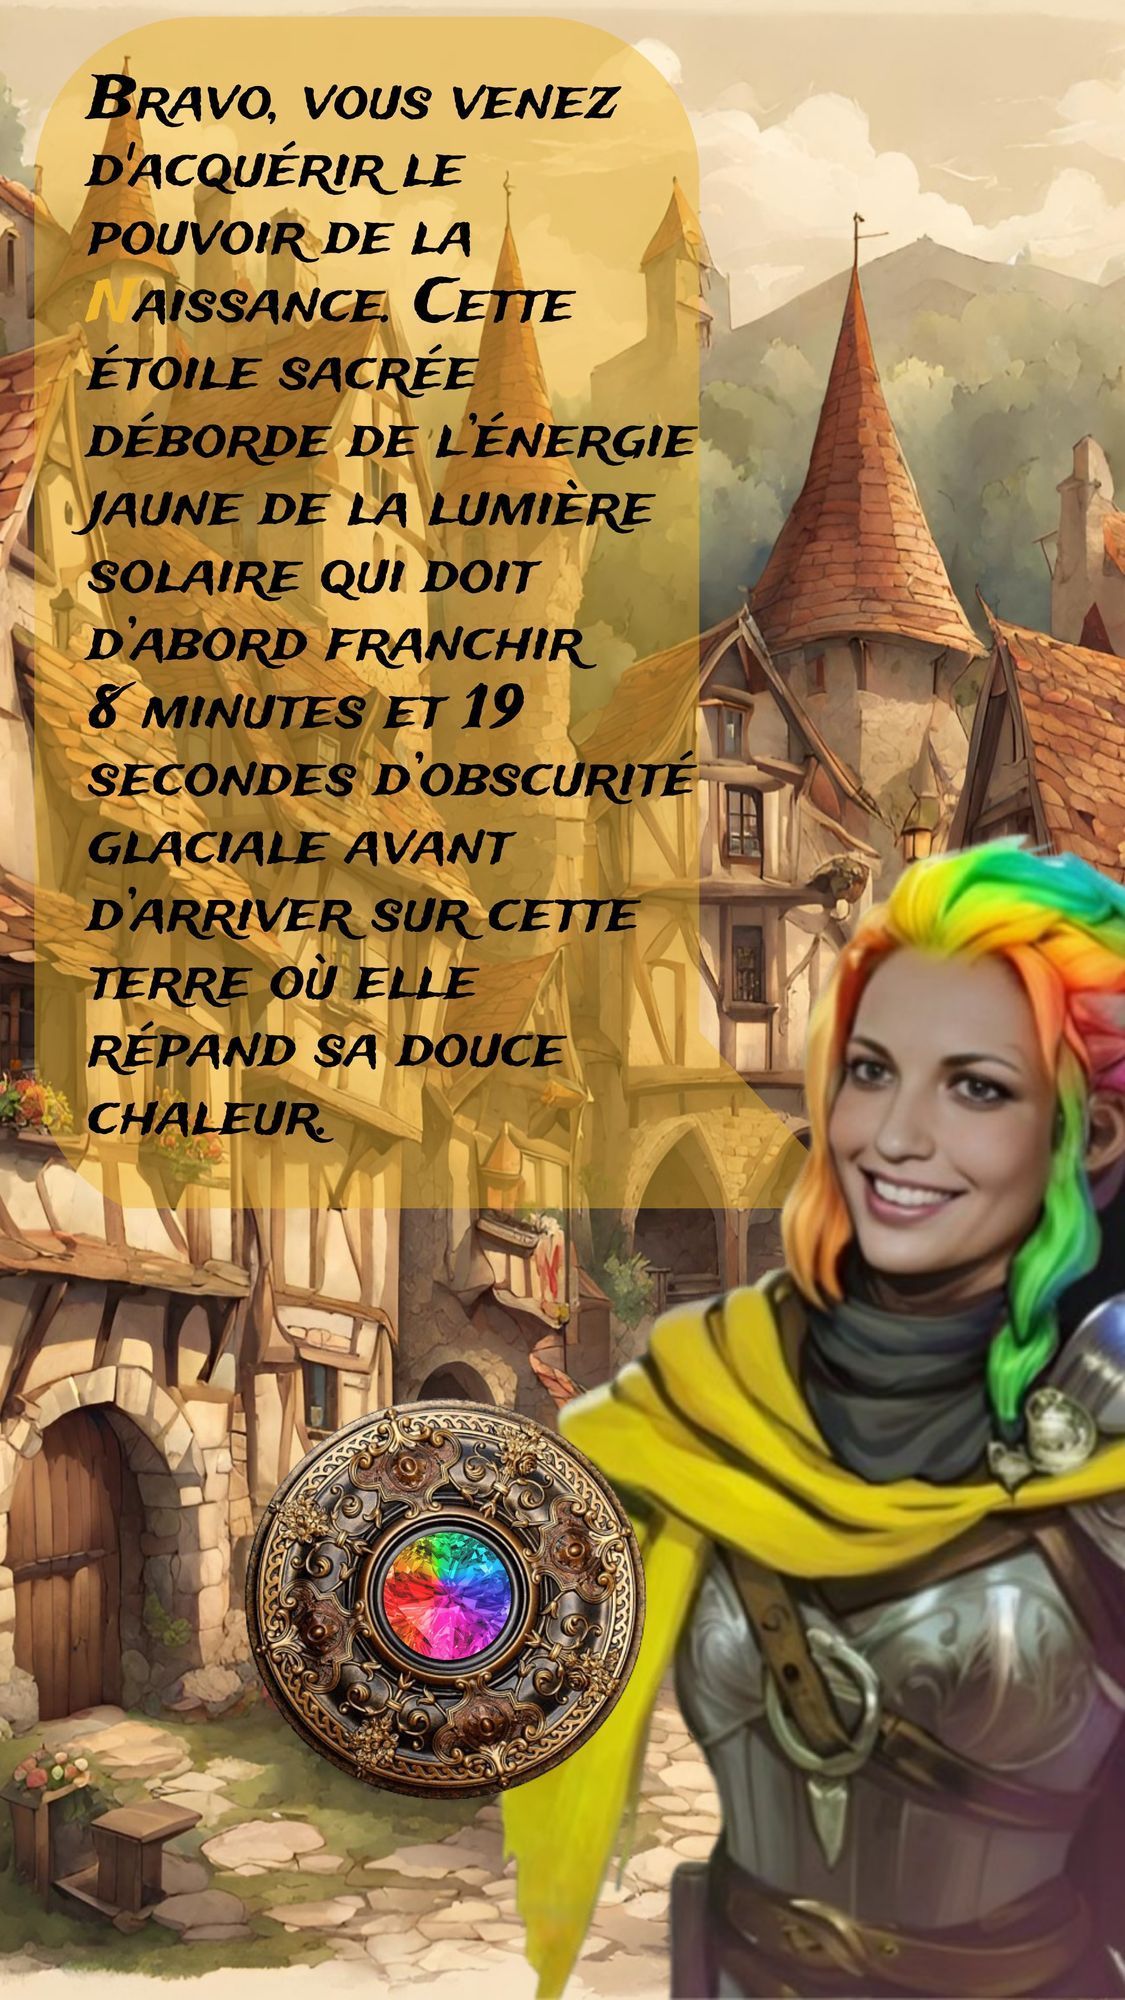 Bravo, vous venez
d'acquérir le
pouvoir de la
Naissance. Cette
étoile sacrée
déborde de l'énergie
jaune de la lumière
solaire qui doit
d'abord franchir
8 minutes et 19
secondes d'obscurité
glaciale avant
d'arriver sur cette
terre où elle
répand sa douce
chaleur.